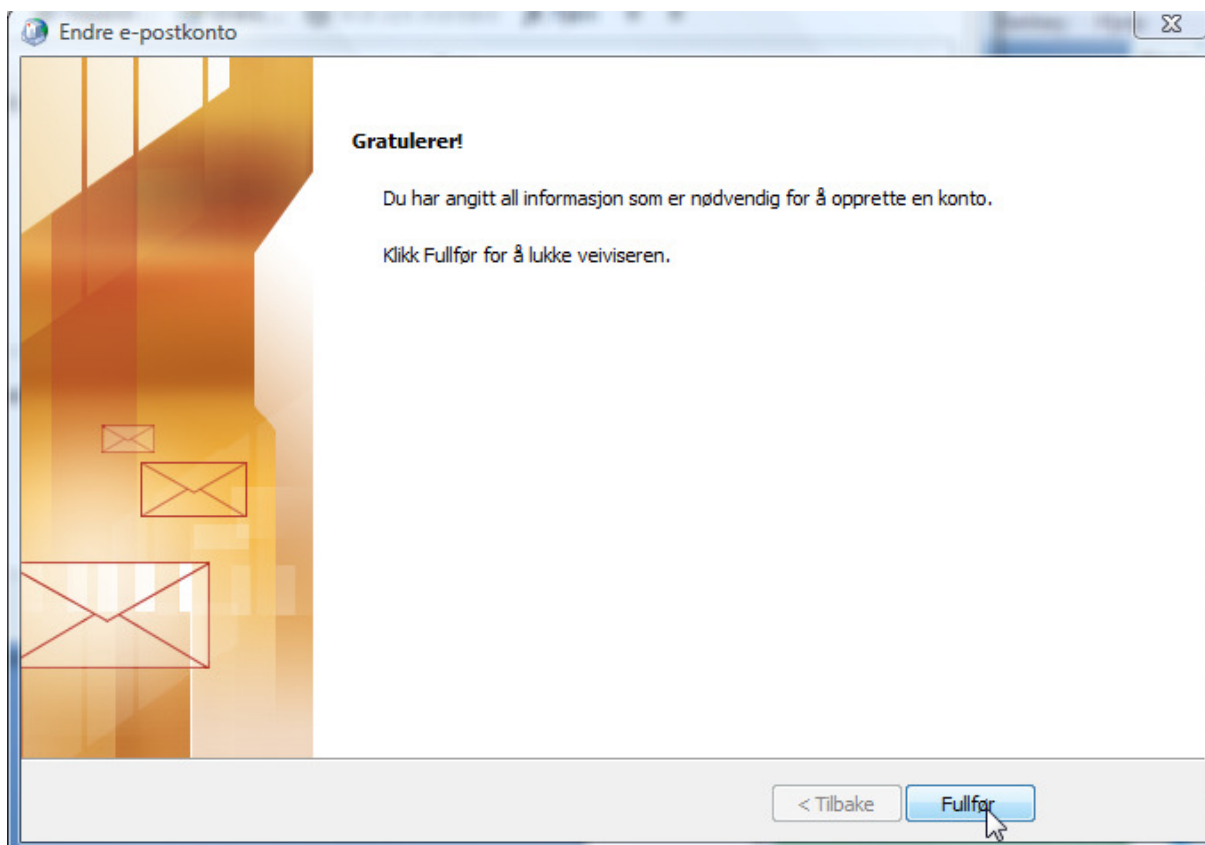 Endre e-postkonto
Gratulerer!
Du har angitt all informasjon som er nødvendig for å opprette en konto.
Klikk Fullfør for å lukke veiviseren.
< Tilbake
Fullfør